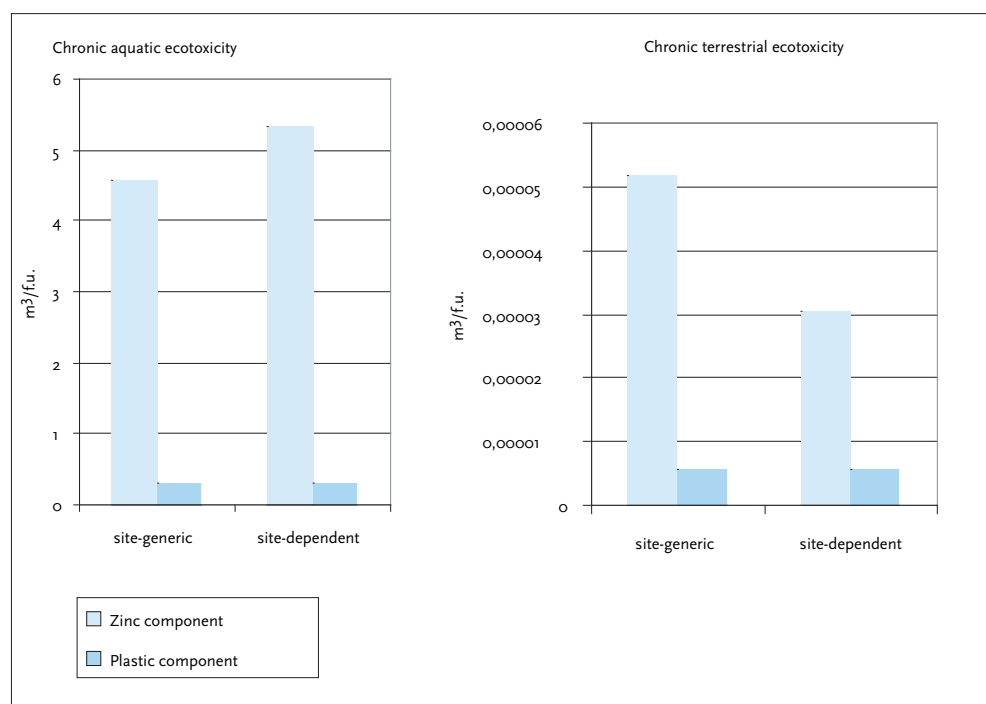 Chronic aquatic ecotoxicity
6
5
4
3
2
1
0
m3/f.u.
site-generic
site-dependent
Chronic terrestrial ecotoxicity
0,00006
0,00005
0,00004
0,00003
0,00002
0,00001
0
m3/f.u.
site-generic
site-dependent
Zinc component
Plastic component